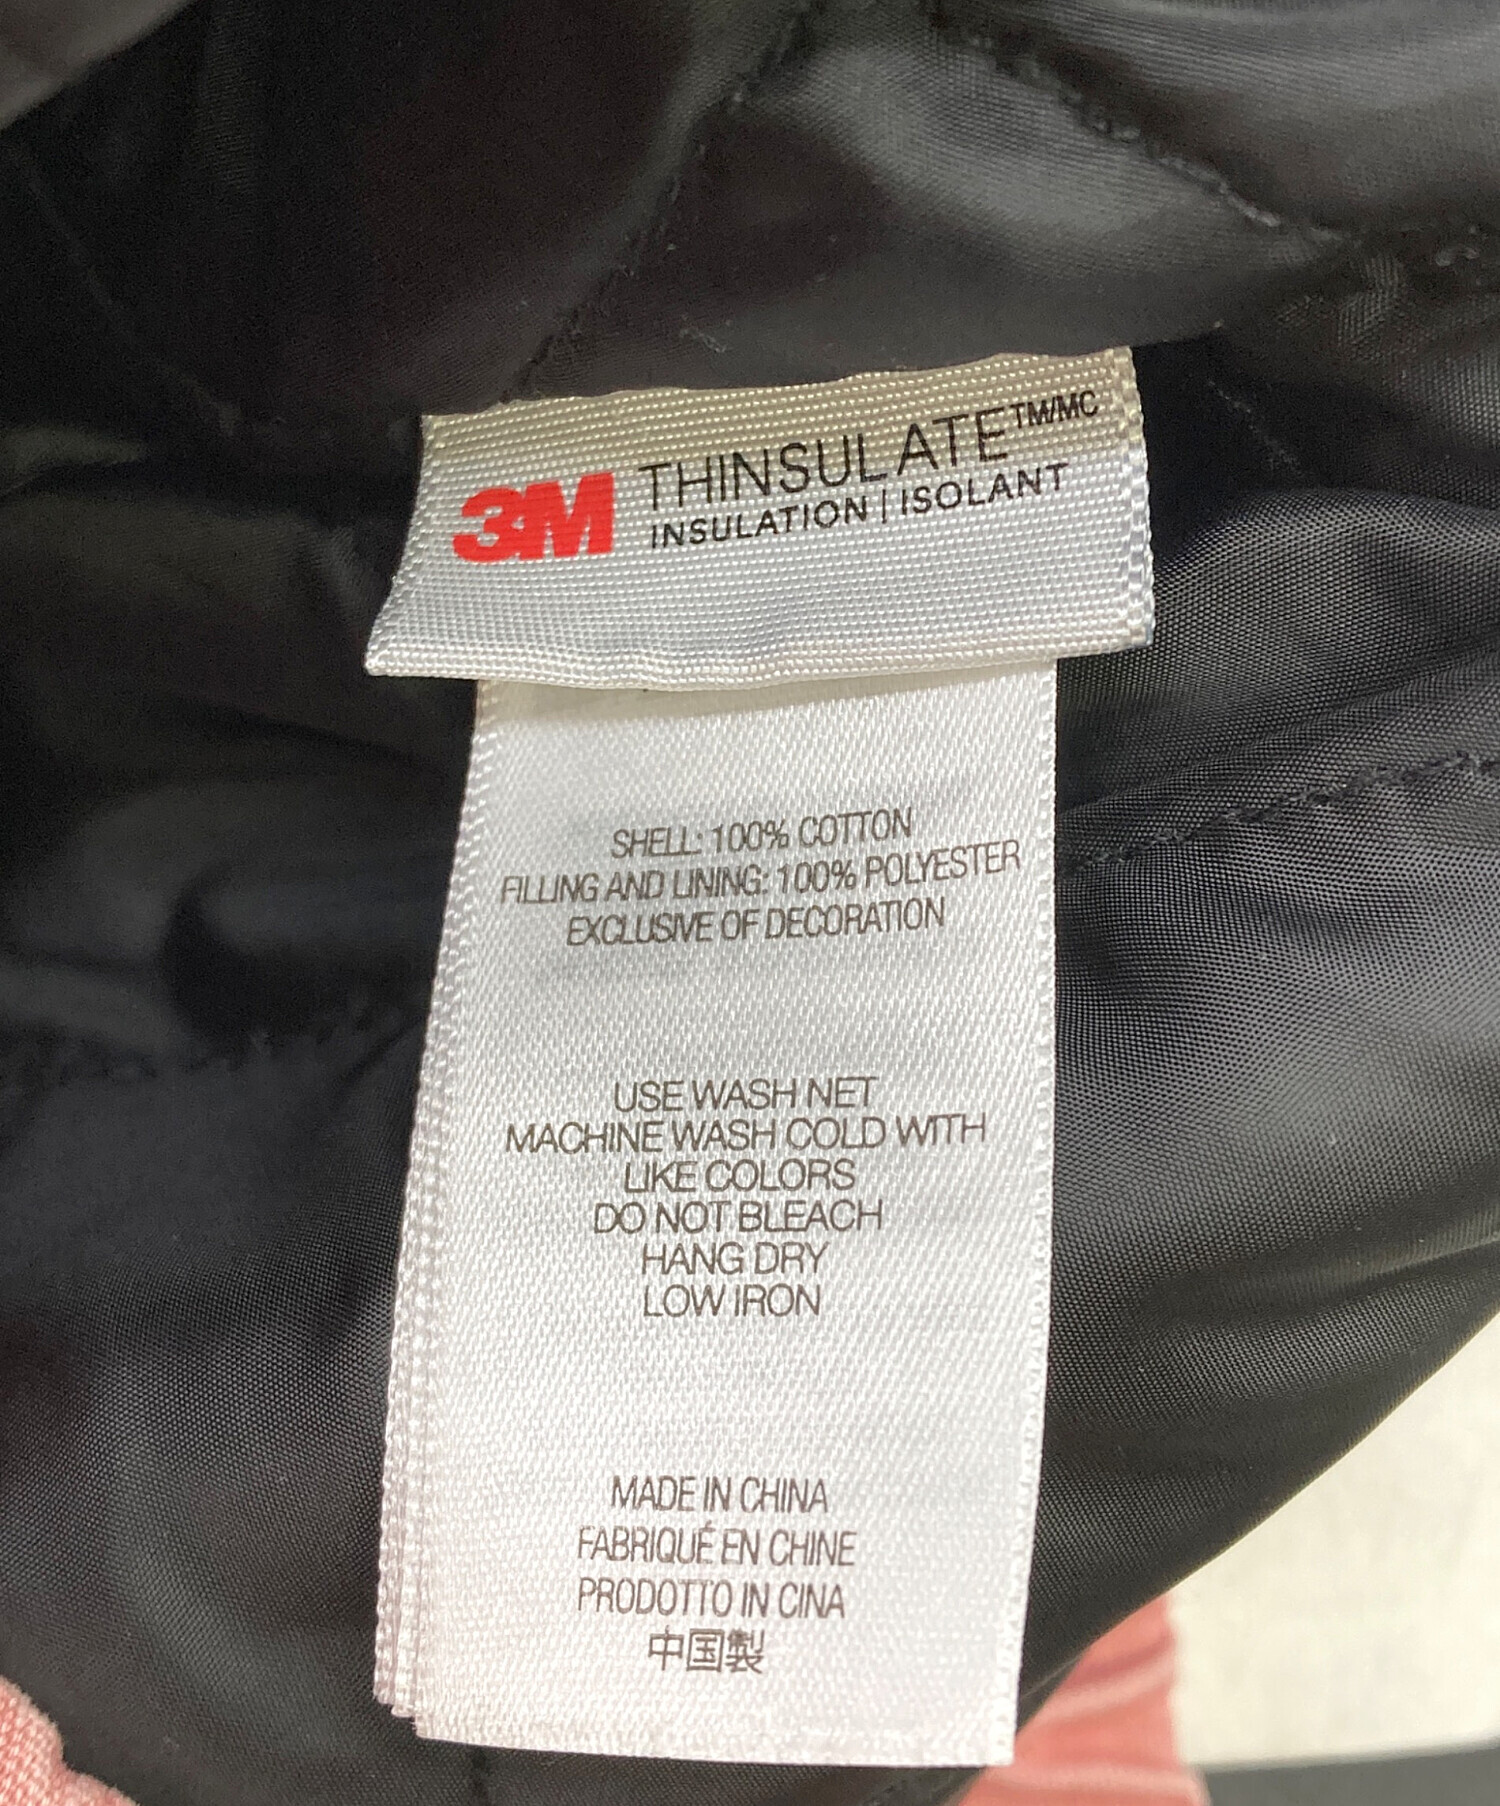 3M THINSULATE™/MC
INSULATION | ISOLANT
SHELL: 100% COTTON
FILLING AND LINING: 100% POLYESTER
EXCLUSIVE OF DECORATION
USE WASH NET
MACHINE WASH COLD WITH
LIKE COLORS
DO NOT BLEACH
HANG DRY
LOW IRON
MADE IN CHINA
FABRIQUÉ EN CHINE
PRODOTTO IN CINA
中国製